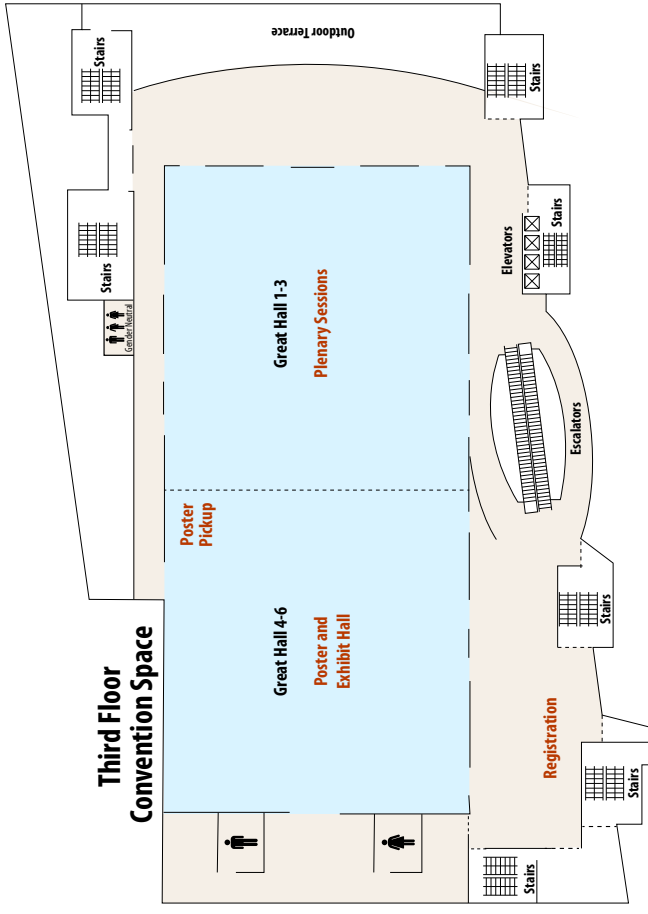 Third Floor
Convention Space
Outdoor Terrace
Stairs
Stairs
Gender Neutral
Stairs
Elevators
Stairs
Great Hall 1-3
Plenary Sessions
Poster
Pickup
Great Hall 4-6
Poster and
Exhibit Hall
Escalators
Stairs
Registration
Stairs
Stairs